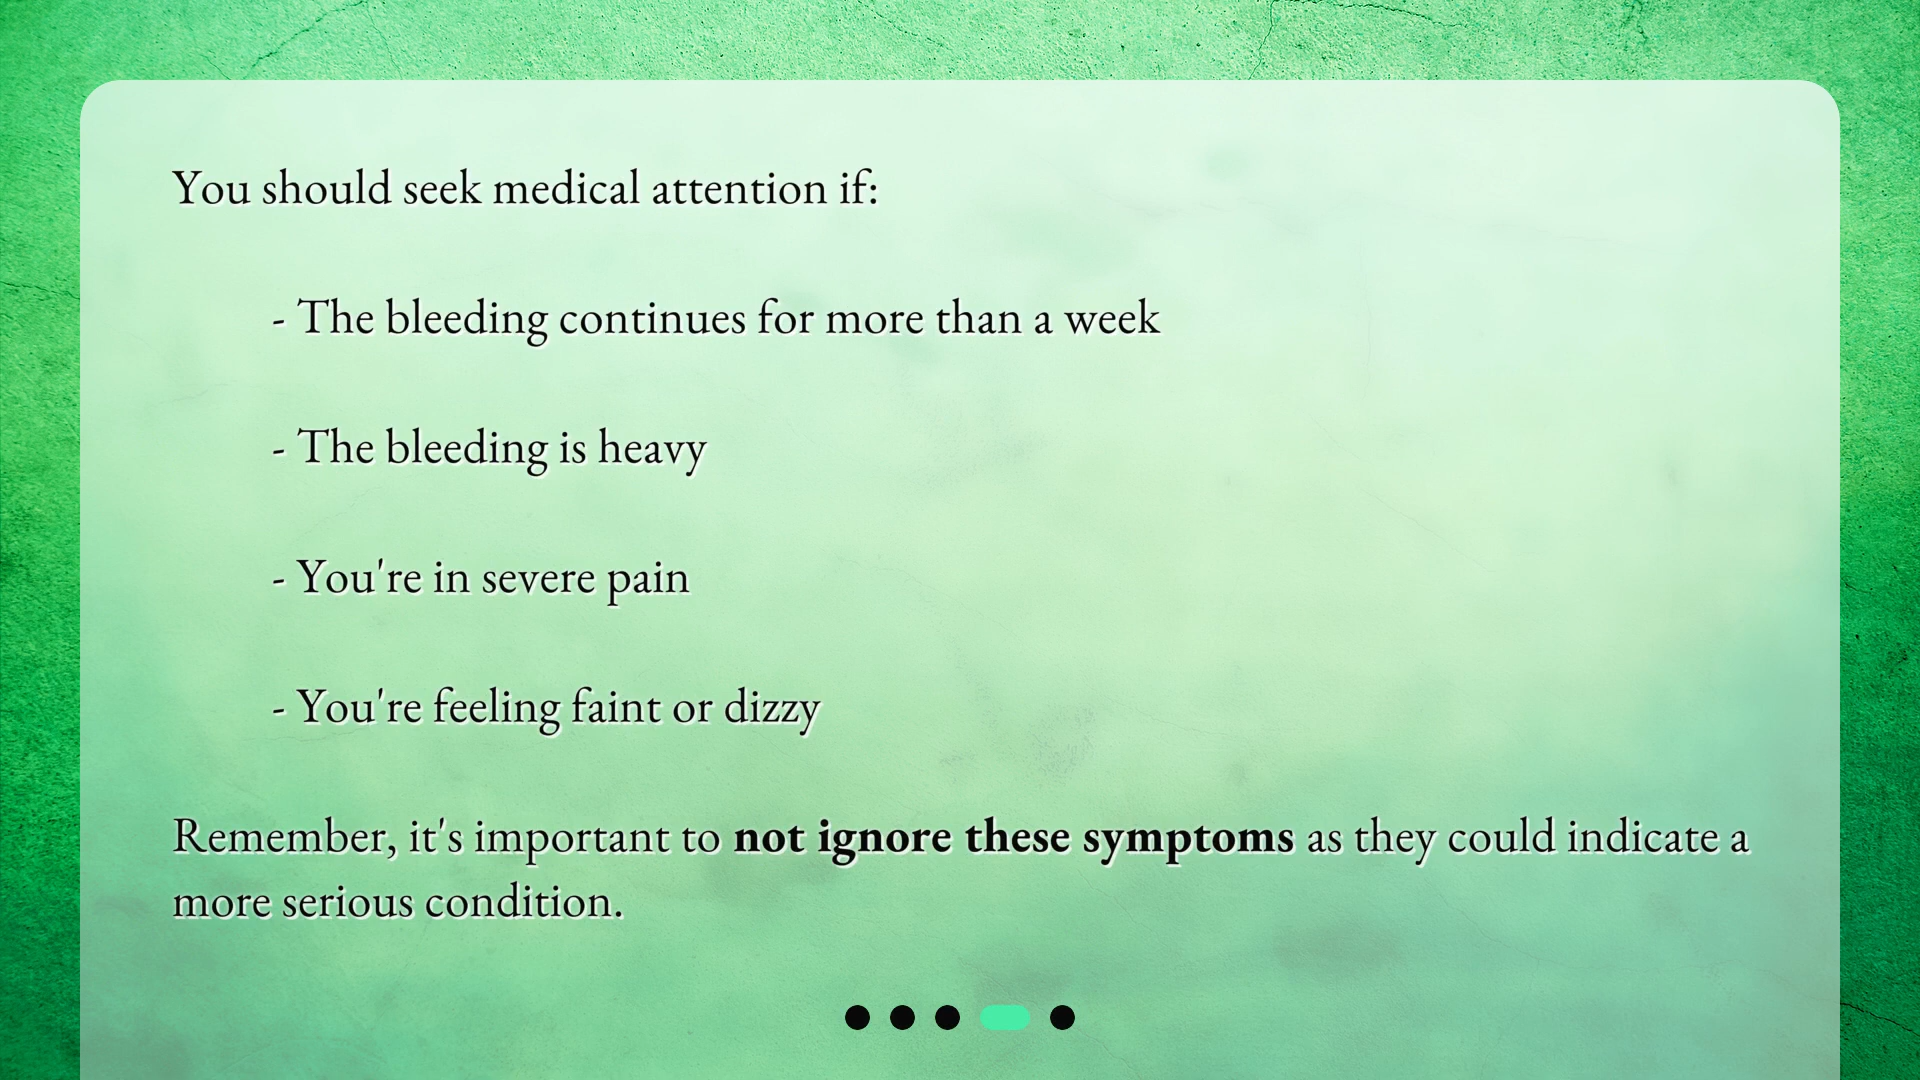 You should seek medical attention if:
- The bleeding continues for more than a week
- The bleeding is heavy
- You're in severe pain
- You're feeling faint or dizzy
Remember, it's important to not ignore these symptoms as they could indicate a
more serious condition.